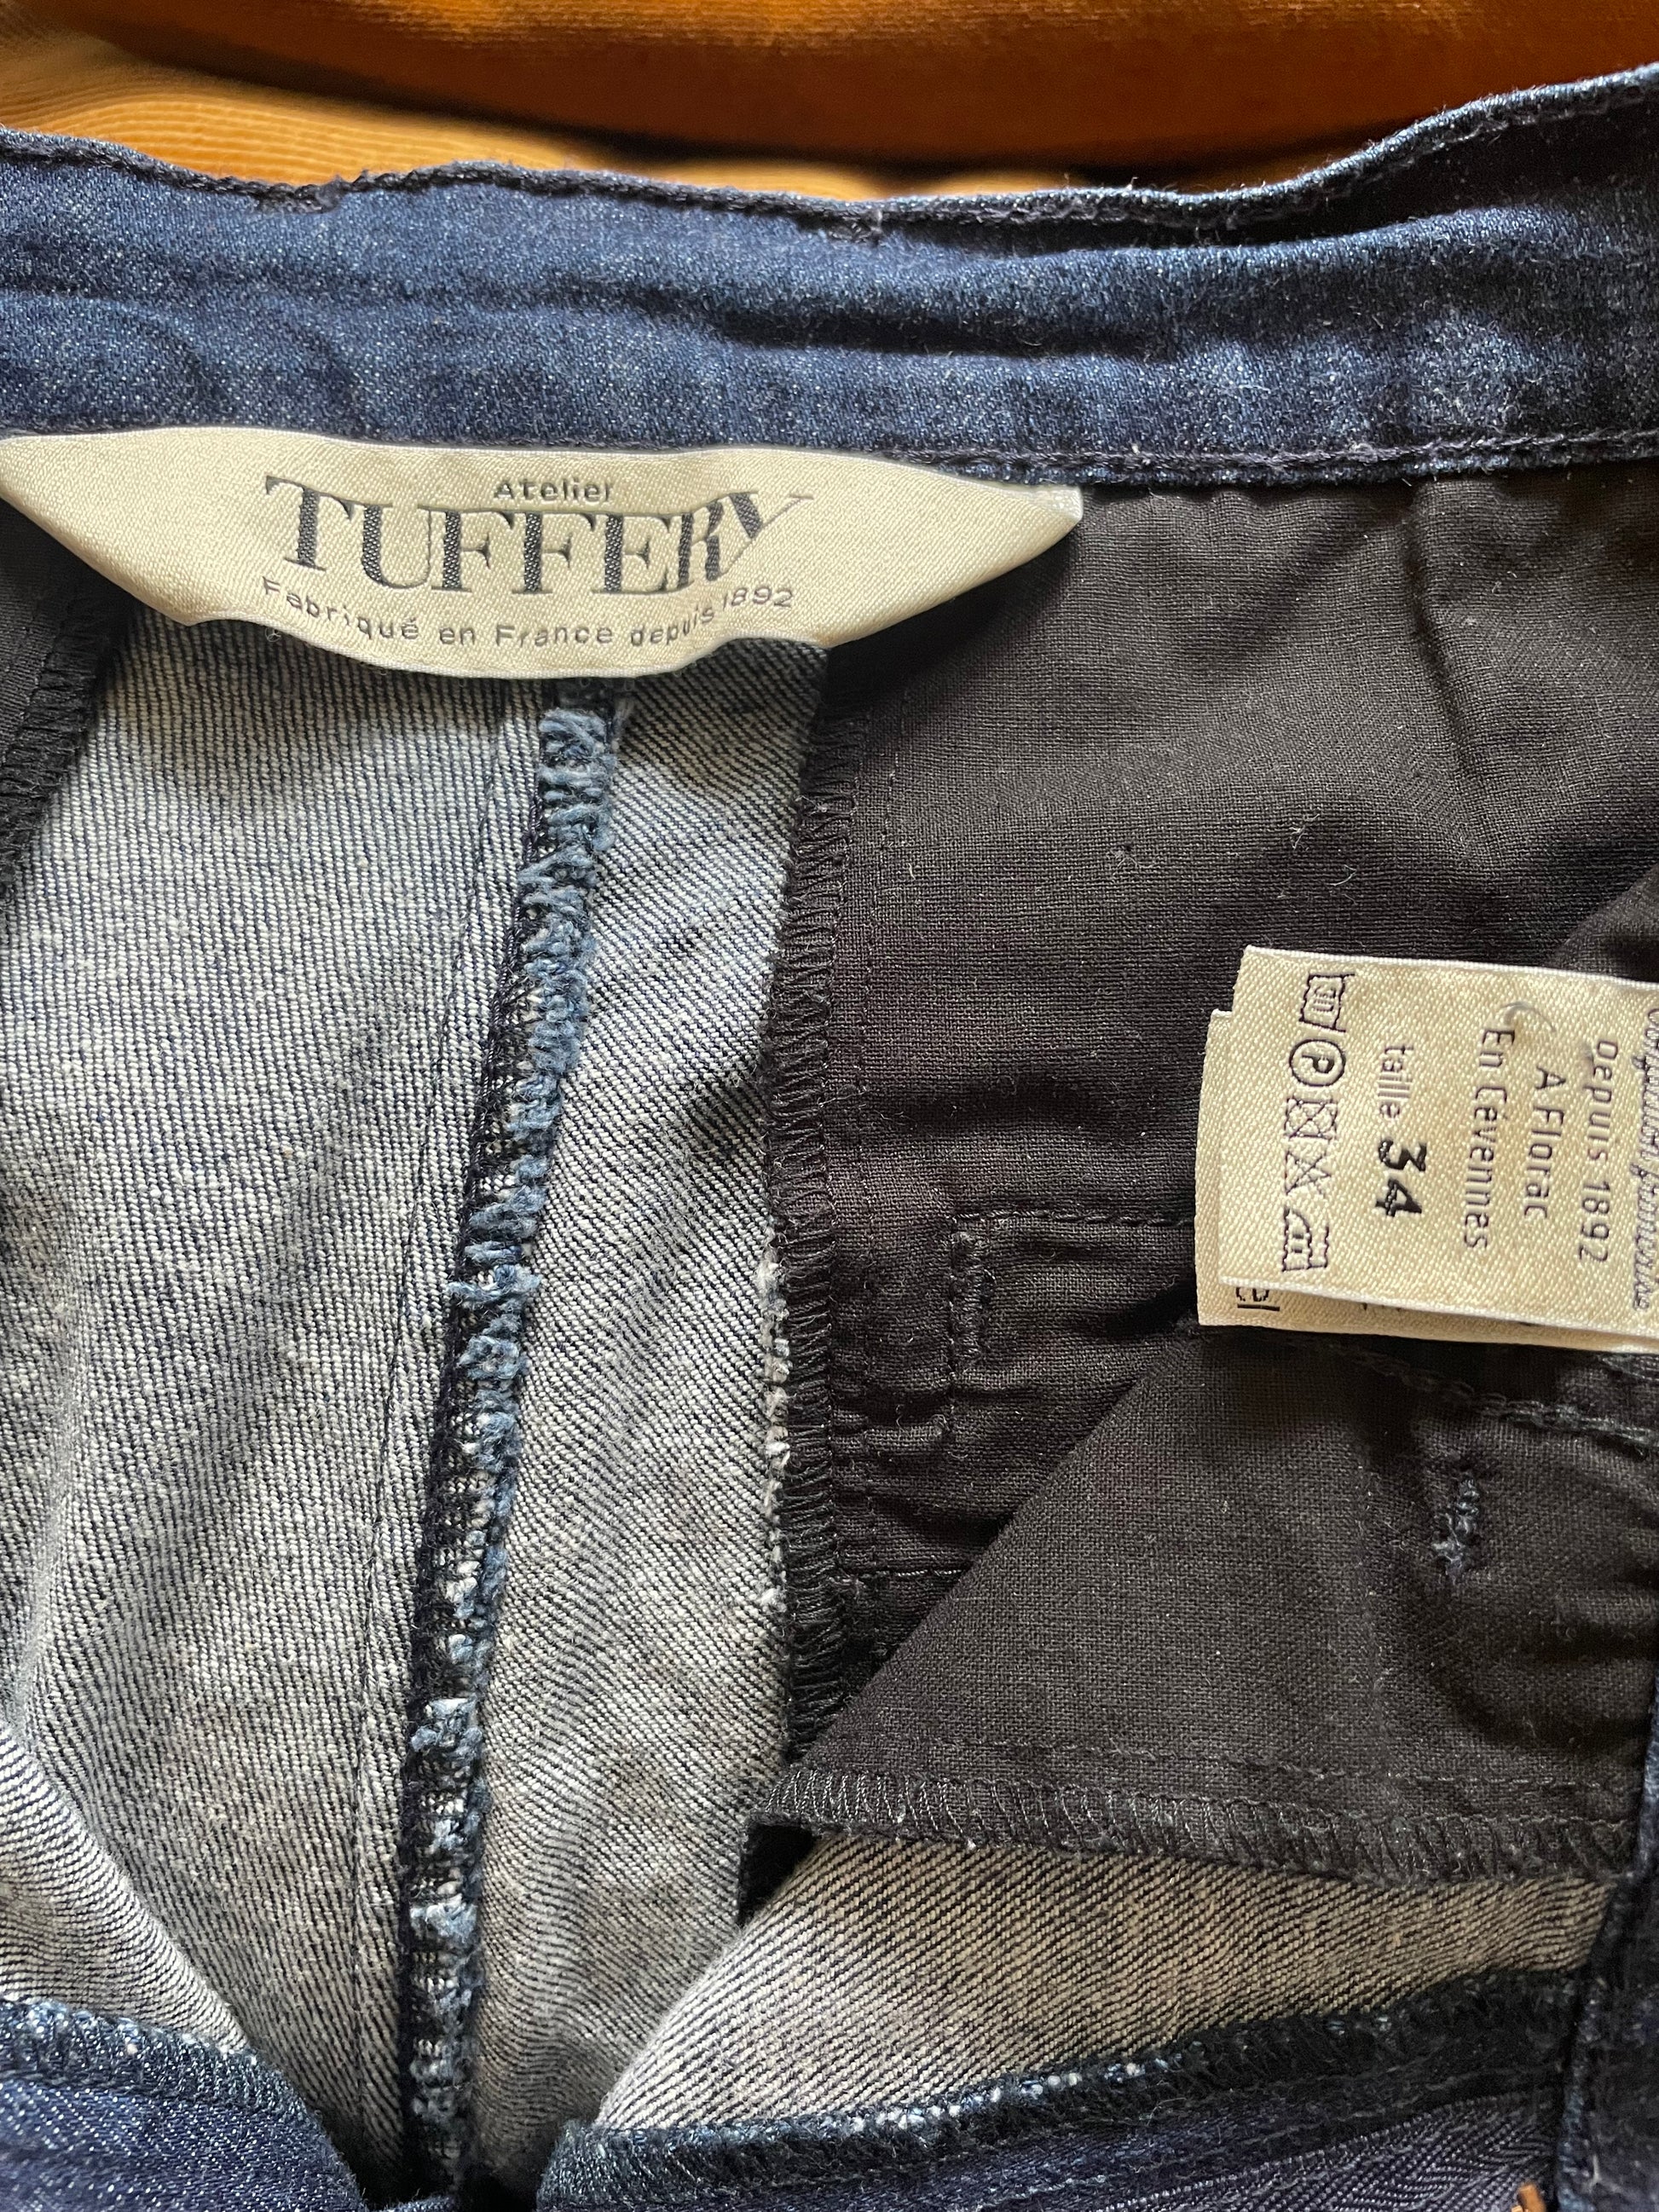 Atelier
TUFFERY
Fabriqué en France depuis 1892
Depuis 1892
A Florac
En Cévennes
taille 34
P